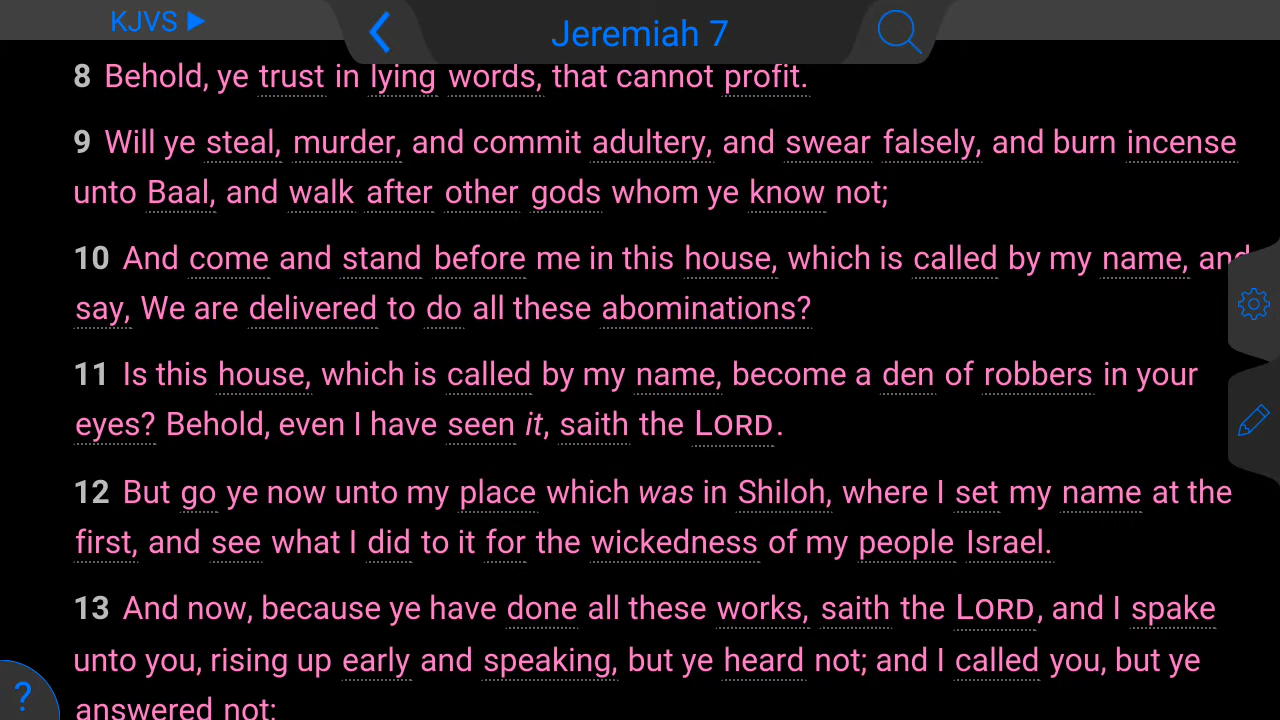 KJVS ▶
Jeremiah 7
8 Behold, ye trust in lying words, that cannot profit.
9 Will ye steal, murder, and commit adultery, and swear falsely, and burn incense
unto Baal, and walk after other gods whom ye know not;
10 And come and stand before me in this house, which is called by my name, and
say, We are delivered to do all these abominations?
11 Is this house, which is called by my name, become a den of robbers in your
eyes? Behold, even I have seen it, saith the LORD.
12 But go ye now unto my place which was in Shiloh, where I set my name at the
first, and see what I did to it for the wickedness of my people Israel.
13 And now, because ye have done all these works, saith the LORD, and I spake
unto you, rising up early and speaking, but ye heard not; and I called you, but ye
answered not;
?